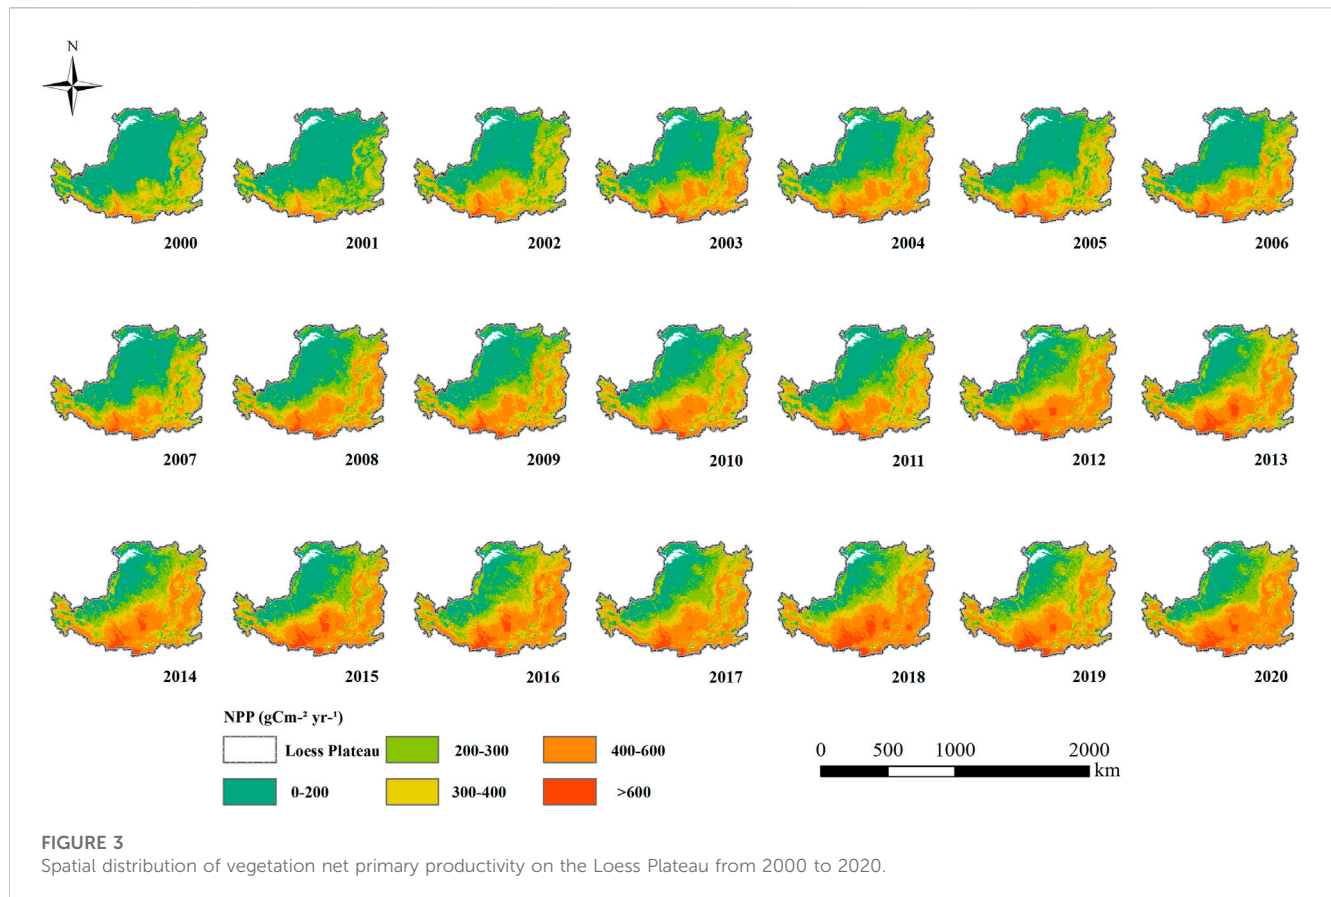 N
2000 2001 2002 2003 2004 2005 2006
2007 2008 2009 2010 2011 2012 2013
2014 2015 2016 2017 2018 2019 2020
NPP (gCm-² yr-¹)
Loess Plateau 200-300 400-600
0-200 300-400 >600
0 500 1000 2000
km
FIGURE 3
Spatial distribution of vegetation net primary productivity on the Loess Plateau from 2000 to 2020.